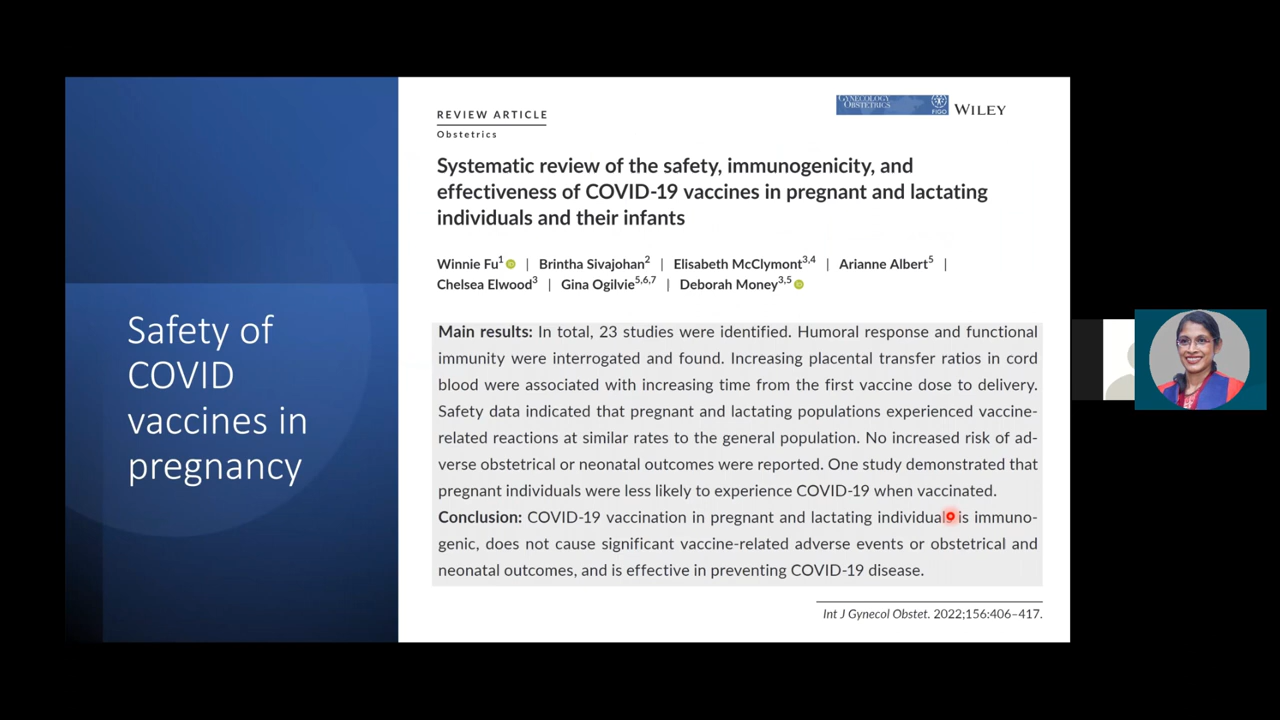 Safety of
COVID
vaccines in
pregnancy
REVIEW ARTICLE
Obstetrics
GYNECOLOGY
OBSTETRICS
FIGO
WILEY
Systematic review of the safety, immunogenicity, and
effectiveness of COVID-19 vaccines in pregnant and lactating
individuals and their infants
Winnie Fu1 | Brintha Sivajohan2 | Elisabeth McClymont3,4 | Arianne Albert5 |
Chelsea Elwood3 | Gina Ogilvie5,6,7 | Deborah Money3,5
Main results: In total, 23 studies were identified. Humoral response and functional
immunity were interrogated and found. Increasing placental transfer ratios in cord
blood were associated with increasing time from the first vaccine dose to delivery.
Safety data indicated that pregnant and lactating populations experienced vaccine-
related reactions at similar rates to the general population. No increased risk of ad-
verse obstetrical or neonatal outcomes were reported. One study demonstrated that
pregnant individuals were less likely to experience COVID-19 when vaccinated.
Conclusion: COVID-19 vaccination in pregnant and lactating individuals is immuno-
genic, does not cause significant vaccine-related adverse events or obstetrical and
neonatal outcomes, and is effective in preventing COVID-19 disease.
Int J Gynecol Obstet. 2022;156:406–417.